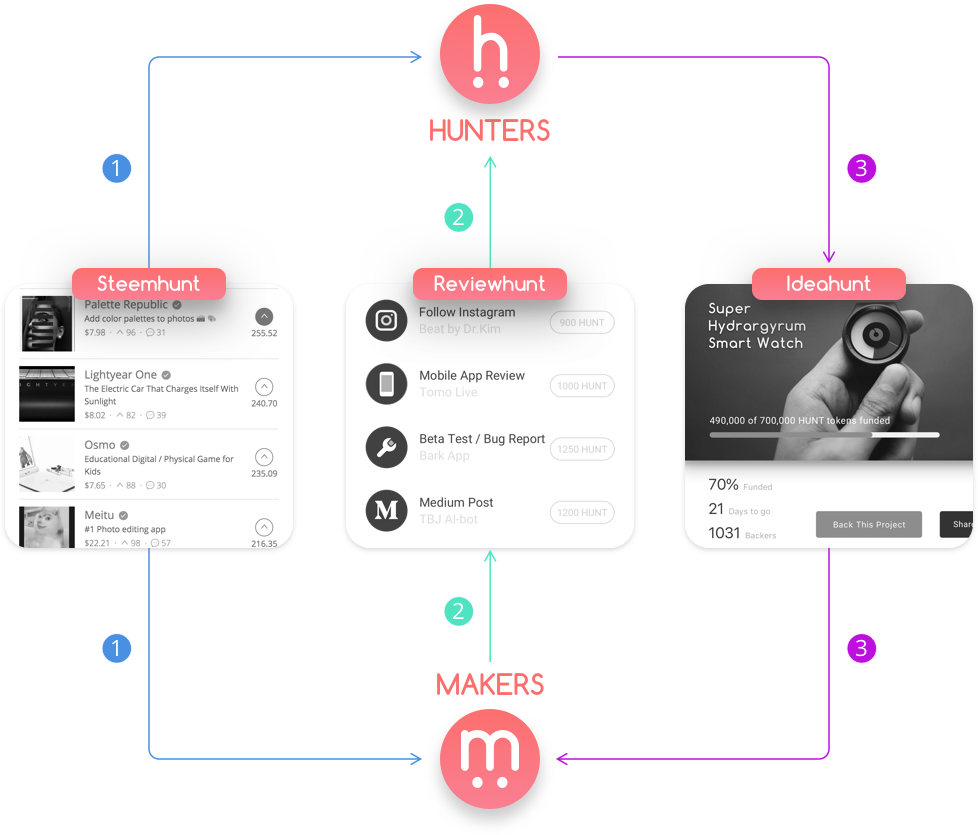 h
HUNTERS
1
3
2
Steemhunt
Palette Republic
Add color palettes to photos
$7.98 · 96 · 31
255.52
Lightyear One
The Electric Car That Charges Itself With
Sunlight
$8.02 · 82 · 39
240.70
Osmo
Educational Digital / Physical Game for
Kids
$7.65 · 88 · 30
235.09
Meitu
#1 Photo editing app
$22.21 · 98 · 57
216.35
Reviewhunt
Follow Instagram
Beat by Dr.Kim
900 HUNT
Mobile App Review
Tomo Live
1000 HUNT
Beta Test / Bug Report
Bark App
1250 HUNT
M
Medium Post
TBJ AI-bot
1200 HUNT
Ideahunt
Super
Hydrargyrum
Smart Watch
490,000 of 700,000 HUNT tokens funded
70% Funded
21 Days to go
1031 Backers
Back This Project
Share
2
1
3
MAKERS
m